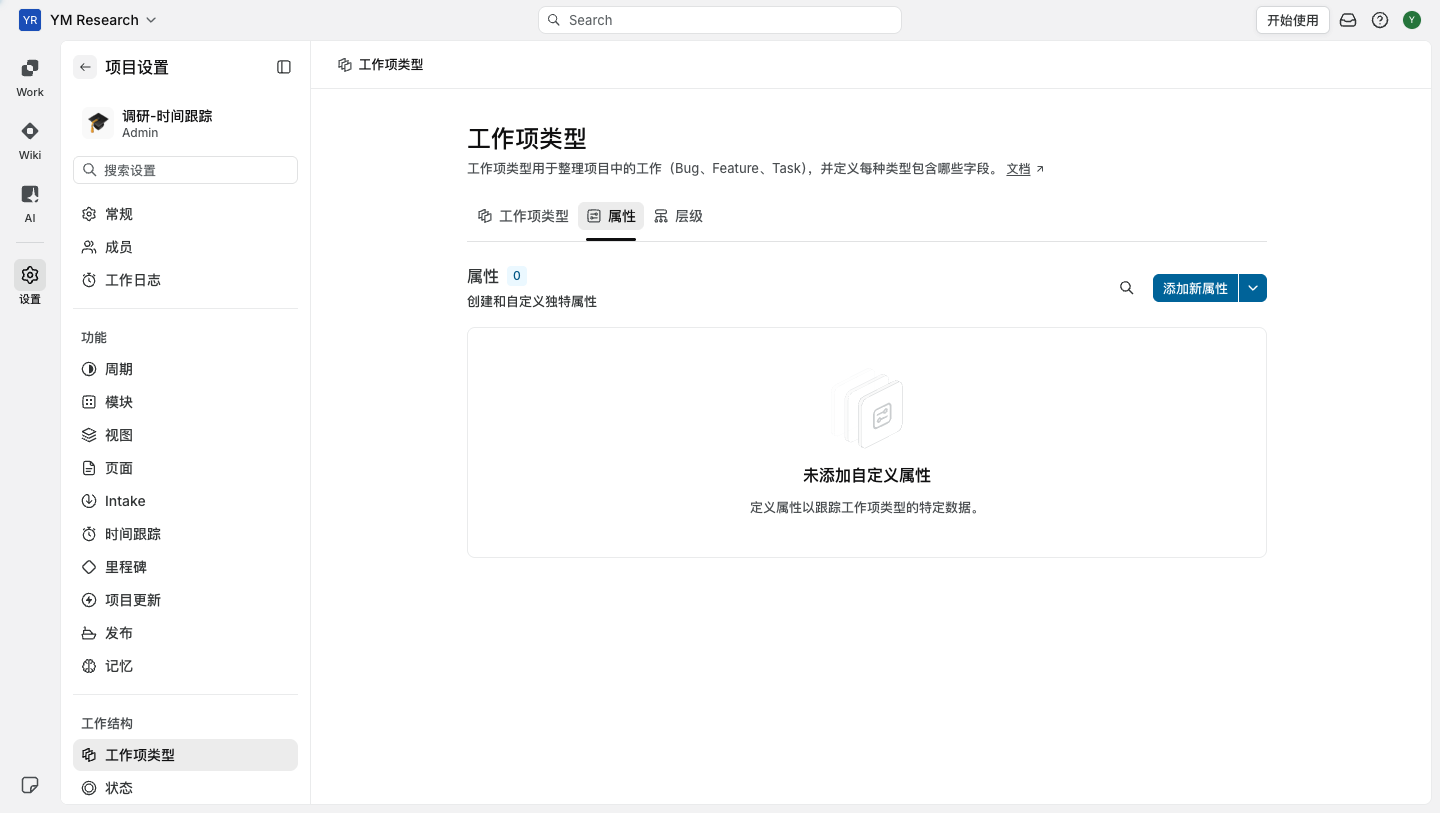 YR YM Research
Search
开始使用
Y
Work
Wiki
AI
设置
项目设置
调研-时间跟踪
Admin
搜索设置
常规
成员
工作日志
功能
周期
模块
视图
页面
Intake
时间跟踪
里程碑
项目更新
发布
记忆
工作结构
工作项类型
状态
工作项类型
工作项类型
工作项类型用于整理项目中的工作（Bug、Feature、Task)，并定义每种类型包含哪些字段。 文档
工作项类型 属性 层级
属性 0
创建和自定义独特属性
添加新属性
未添加自定义属性
定义属性以跟踪工作项类型的特定数据。